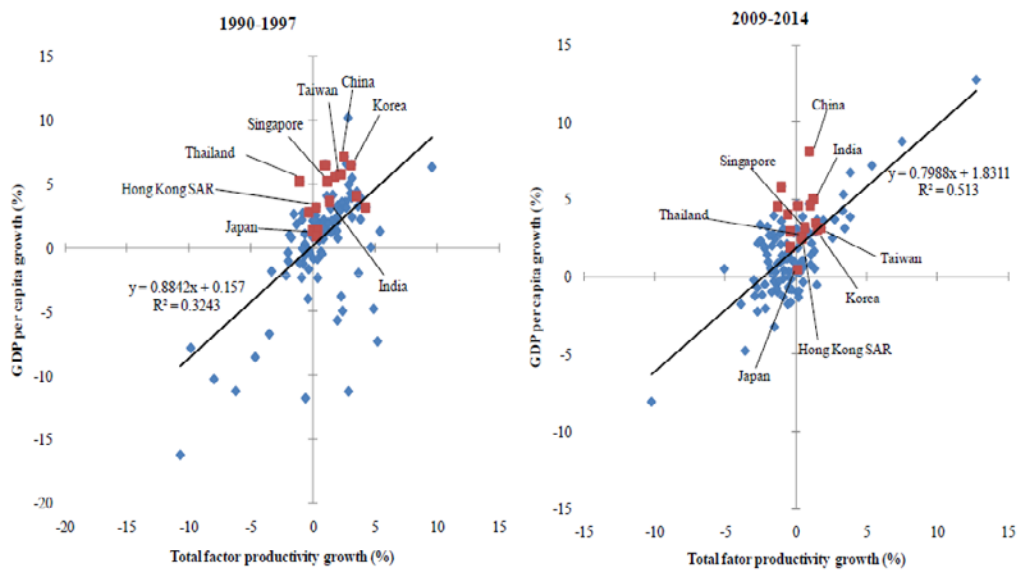 1990-1997
15
10
5
0
-5
-10
-15
-20
-20
-15
-10
-5
0
5
10
15
GDP per capita growth (%)
Total factor productivity growth (%)
China
Taiwan
Korea
Singapore
Thailand
Hong Kong SAR
Japan
India
y = 0.8842x + 0.157
R² = 0.3243
2009-2014
15
10
5
0
-5
-10
-15
-15
-10
-5
0
5
10
15
GDP per capita growth (%)
Total fator productivity growth (%)
China
India
Singapore
y = 0.7988x + 1.8311
R² = 0.513
Thailand
Taiwan
Korea
Hong Kong SAR
Japan